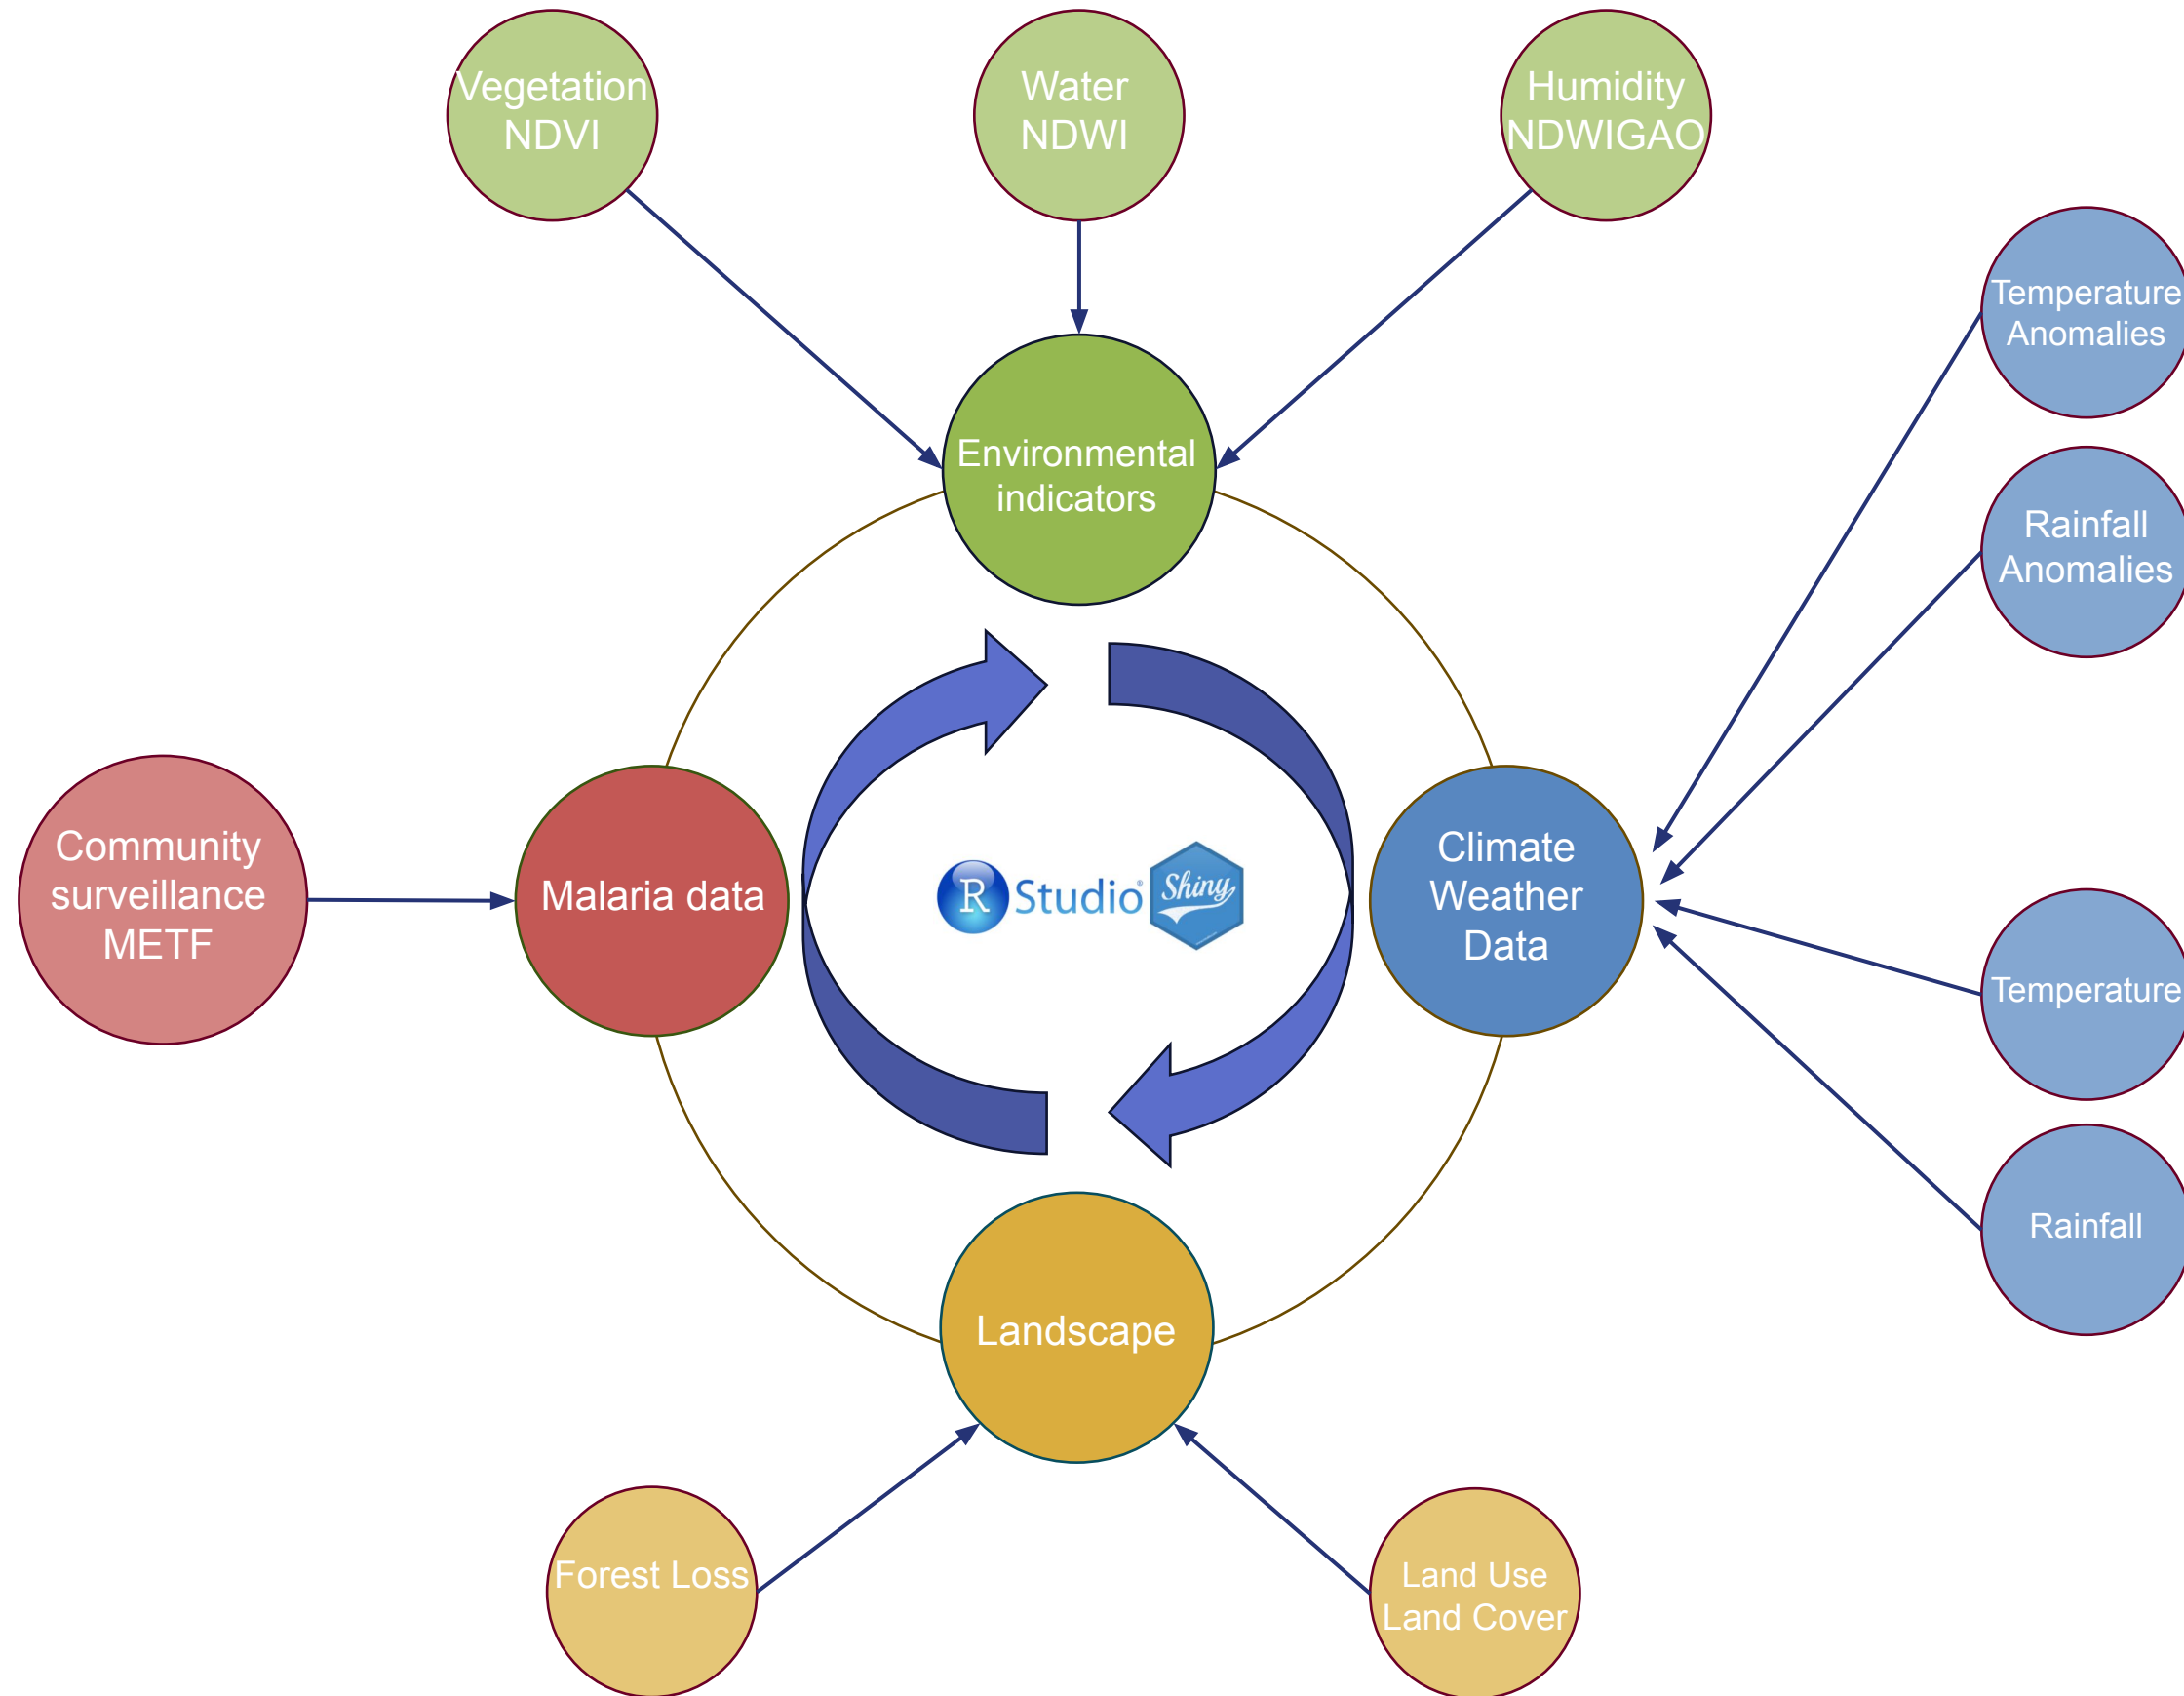 Vegetation
NDVI
Water
NDWI
Humidity
NDWIGAO
Temperature
Anomalies
Rainfall
Anomalies
Environmental
indicators
Community
surveillance
METF
Malaria data
R Studio®
Shiny
Climate
Weather
Data
Temperature
Rainfall
Landscape
Forest Loss
Land Use
Land Cover